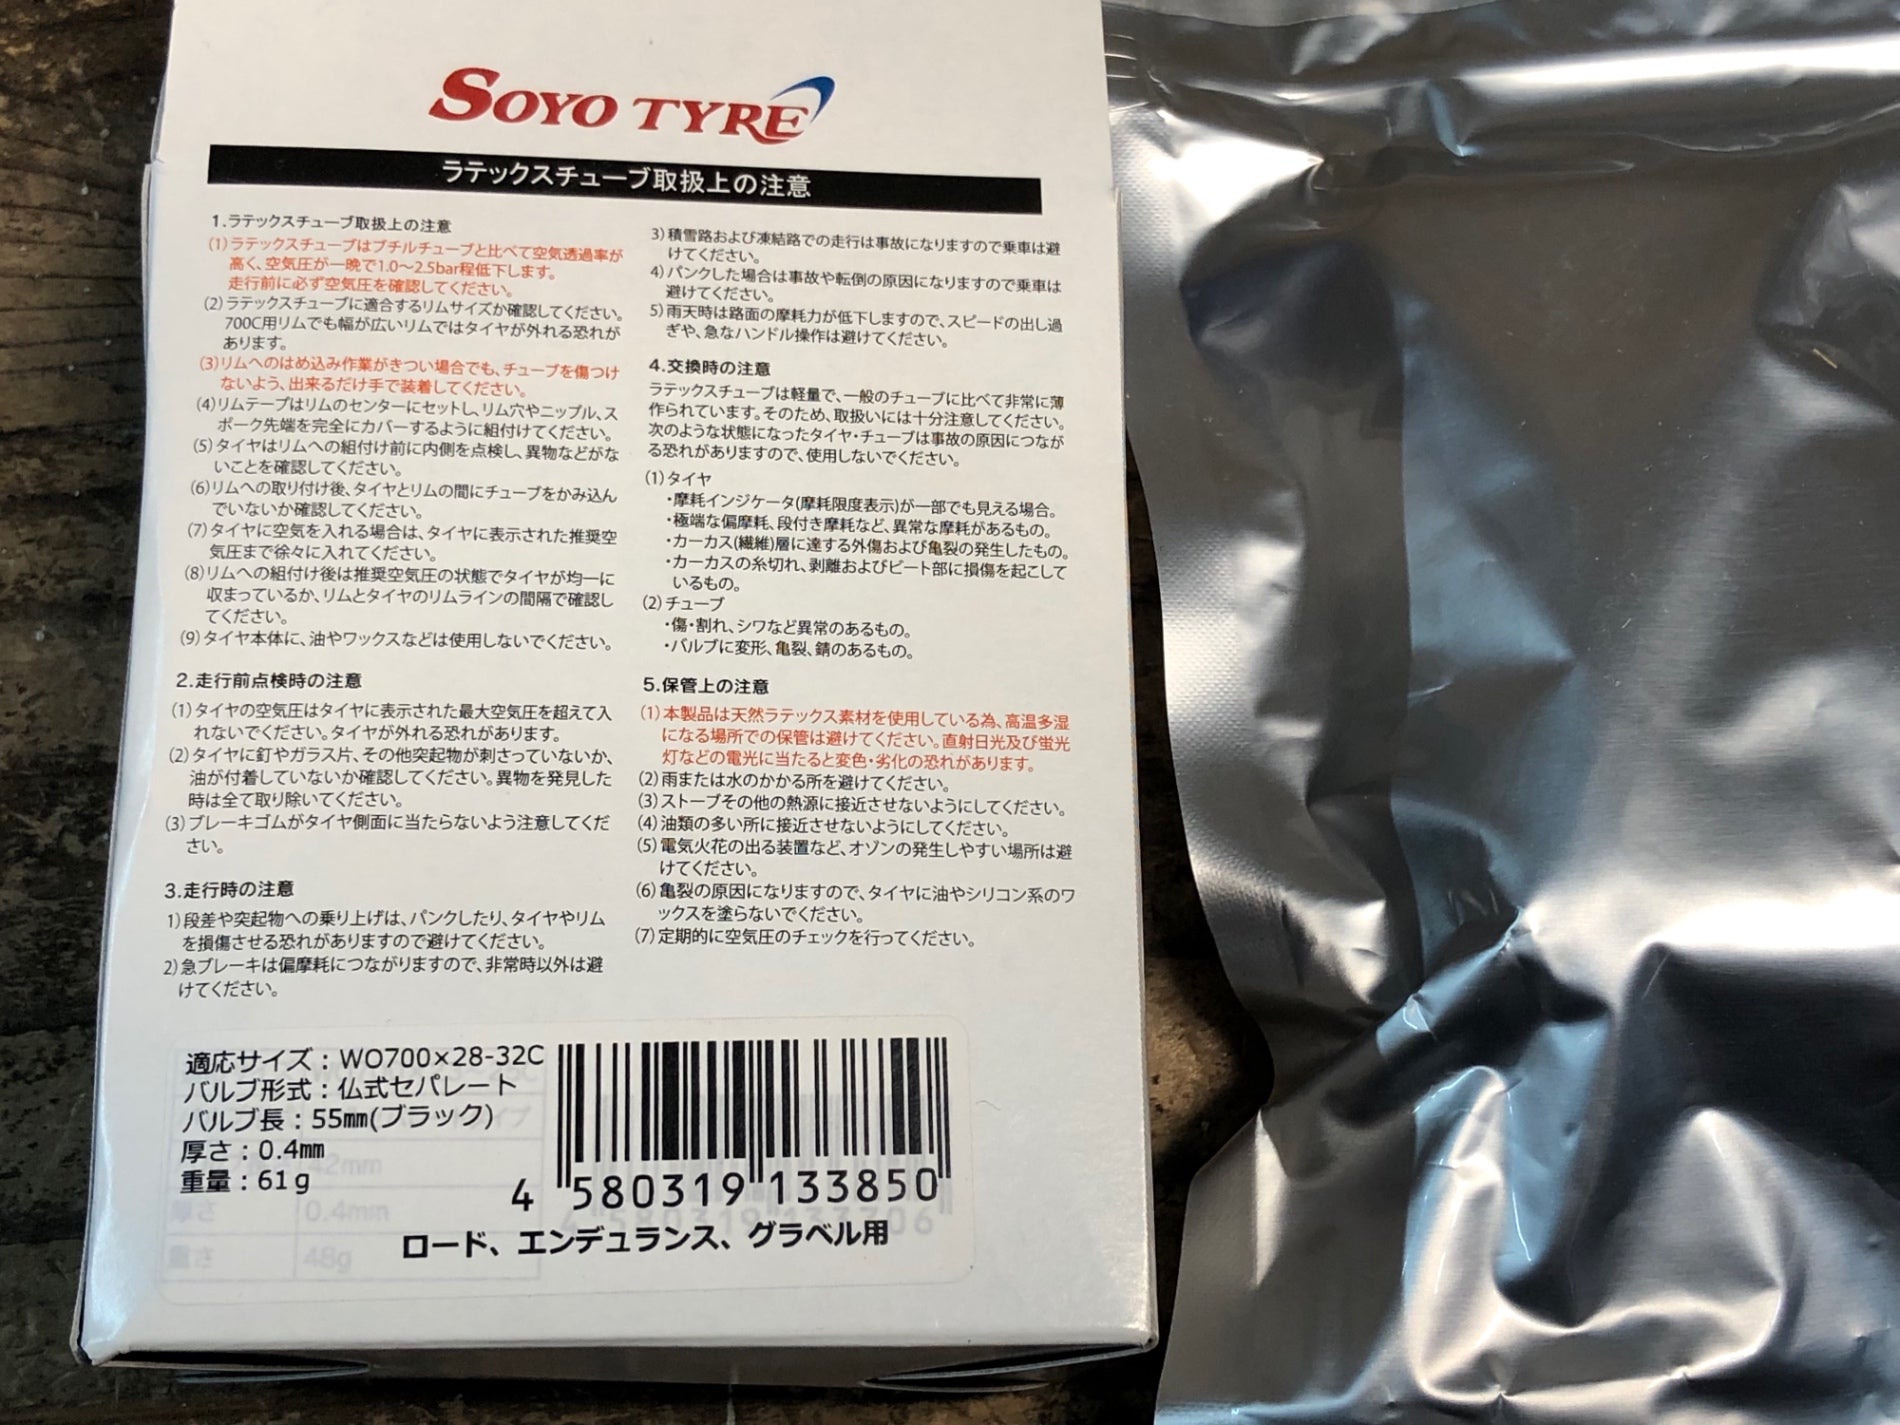 SOYO TYRE
ラテックスチューブ取扱上の注意
1.ラテックスチューブ取扱上の注意
(1)ラテックスチューブはブチルチューブと比べて空気透過率が
高く、空気圧が一晩で1.0〜2.5bar程低下します。
走行前に必ず空気圧を確認してください。
(2)ラテックスチューブに適合するリムサイズか確認してください。
700C用リムでも幅が広いリムではタイヤが外れる恐れが
あります。
(3)リムへのはめ込み作業がきつい場合でも、チューブを傷つけ
ないよう、出来るだけ手で装着してください。
(4)リムテープはリムのセンターにセットし、リム穴やニップル、ス
ポーク先端を完全にカバーするように組付けてください。
(5)タイヤはリムへの組付け前に内側を点検し、異物などがな
いことを確認してください。
(6)リムへの取り付け後、タイヤとリムの間にチューブをかみ込ん
でいないか確認してください。
(7)タイヤに空気を入れる場合は、タイヤに表示された推奨空
気圧まで徐々に入れてください。
(8)リムへの組付け後は推奨空気圧の状態でタイヤが均一に
収まっているか、リムとタイヤのリムラインの間隔で確認し
てください。
(9)タイヤ本体に、油やワックスなどは使用しないでください。
2.走行前点検時の注意
(1)タイヤの空気圧はタイヤに表示された最大空気圧を超えて入
れないでください。タイヤが外れる恐れがあります。
(2)タイヤに釘やガラス片、その他突起物が刺さっていないか、
油が付着していないか確認してください。異物を発見した
時は全て取り除いてください。
(3)ブレーキゴムがタイヤ側面に当たらないよう注意してくだ
さい。
3.走行時の注意
1)段差や突起物への乗り上げは、パンクしたり、タイヤやリム
を損傷させる恐れがありますので避けてください。
2)急ブレーキは偏摩耗につながりますので、非常時以外は避
けてください。
3)積雪路および凍結路での走行は事故になりますので乗車は避
けてください。
4)パンクした場合は事故や転倒の原因になりますので乗車は
避けてください。
5)雨天時は路面の摩耗力が低下しますので、スピードの出し過
ぎや、急なハンドル操作は避けてください。
4.交換時の注意
ラテックスチューブは軽量で、一般のチューブに比べて非常に薄
作られています。そのため、取扱いには十分注意してください。
次のような状態になったタイヤ・チューブは事故の原因につなが
る恐れがありますので、使用しないでください。
(1)タイヤ
・摩耗インジケータ(摩耗限度表示)が一部でも見える場合。
・極端な偏摩耗、段付き摩耗など、異常な摩耗があるもの。
・カーカス(繊維)層に達する外傷および亀裂の発生したもの。
・カーカスの糸切れ、剥離およびビート部に損傷を起こして
いるもの。
(2)チューブ
・傷・割れ、シワなど異常のあるもの。
・バルブに変形、亀裂、錆のあるもの。
5.保管上の注意
(1)本製品は天然ラテックス素材を使用している為、高温多湿
になる場所での保管は避けてください。直射日光及び蛍光
灯などの電光に当たると変色・劣化の恐れがあります。
(2)雨または水のかかる所を避けてください。
(3)ストーブその他の熱源に接近させないようにしてください。
(4)油類の多い所に接近させないようにしてください。
(5)電気火花の出る装置など、オゾンの発生しやすい場所は避
けてください。
(6)亀裂の原因になりますので、タイヤに油やシリコン系のワ
ックスを塗らないでください。
(7)定期的に空気圧のチェックを行ってください。
適応サイズ：WO700×28-32C
バルブ形式：仏式セパレート
バルブ長：55㎜(ブラック)
厚さ：0.4㎜
重量：61g
4 580319 133850
ロード、エンデュランス、グラベル用
42mm
厚さ 0.4mm
重さ 48g